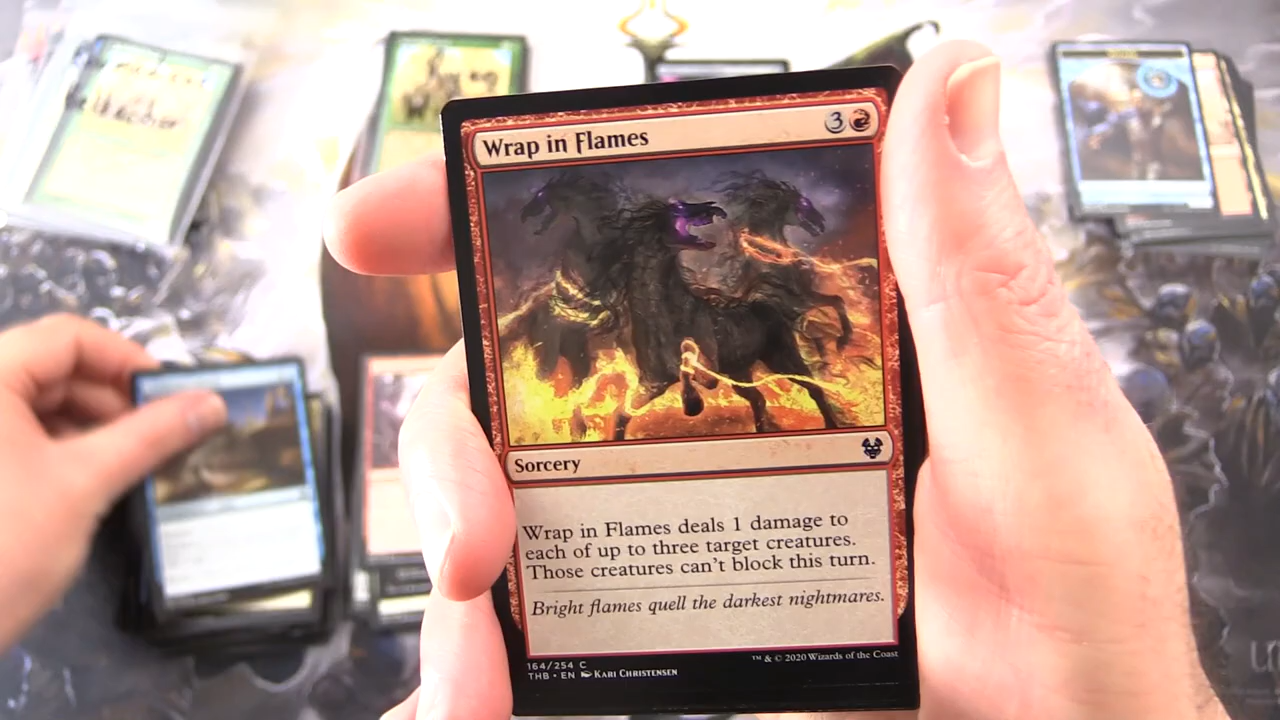 Wrap in Flames
3
Sorcery
Wrap in Flames deals 1 damage to
each of up to three target creatures.
Those creatures can't block this turn.
Bright flames quell the darkest nightmares.
164/254 C
THB • EN Kari Christensen
™ & © 2020 Wizards of the Coast